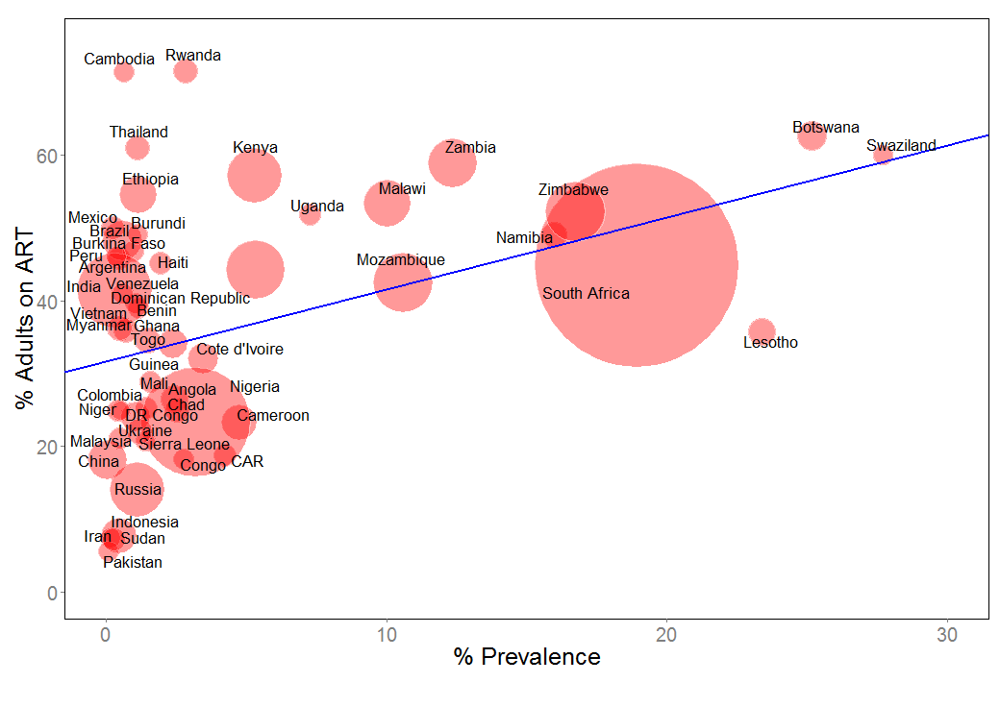 Cambodia
Rwanda
Thailand
Kenya
Zambia
Botswana
Swaziland
60
Ethiopia
Malawi
Zimbabwe
Uganda
Mexico
Burundi
Brazil
Namibia
Burkina Faso
Peru
Haiti
Mozambique
Argentina
India
Venezuela
South Africa
40
Dominican Republic
Vietnam
Benin
Myanmar
Ghana
Togo
Lesotho
Cote d'Ivoire
Guinea
Mali
Angola
Nigeria
Colombia
Chad
Niger
DR Congo
Cameroon
Ukraine
Malaysia
Sierra Leone
20
China
Congo
CAR
Russia
Indonesia
Iran
Sudan
Pakistan
0
% Adults on ART
0 10 20 30
% Prevalence